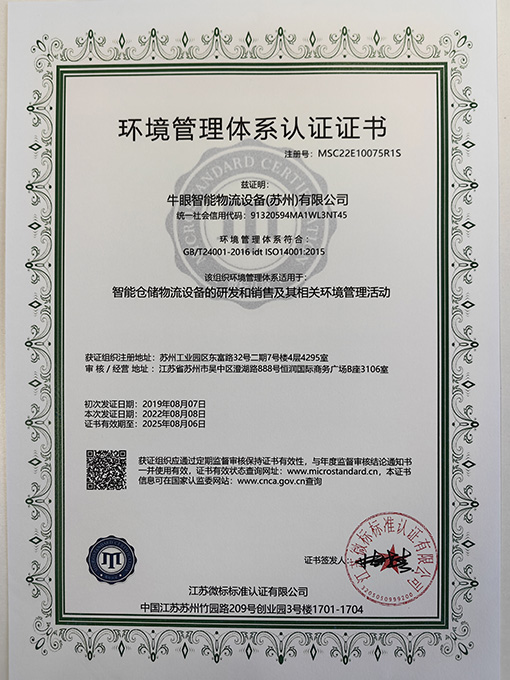 环境管理体系认证证书
注册号：MSC22E10075R1S
兹证明：
牛眼智能物流设备(苏州)有限公司
统一社会信用代码：91320594MA1WL3NT45
环境管理体系符合
GB/T24001-2016 idt ISO14001:2015
该组织环境管理体系适用于：
智能仓储物流设备的研发和销售及其相关环境管理活动
获证组织注册地址：苏州工业园区东富路32号二期7号楼4层4295室
审核/经营地址：江苏省苏州市吴中区澄湖路888号恒润国际商务广场B座3106室
初次发证日期：2019年08月07日
本次发证日期：2022年08月08日
证书有效期至：2025年08月06日
获证组织应通过定期监督审核保持证书有效性，与年度监督审核结论通知书
一并使用有效，证书有效状态查询网址：www.microstandard.cn，本证书
信息可在国家认监委网站：www.cnca.gov.cn查询
证书签发人：
江苏微标标准认证有限公司
3205050999200
江苏微标标准认证有限公司
中国江苏苏州竹园路209号创业园3号楼1701-1704